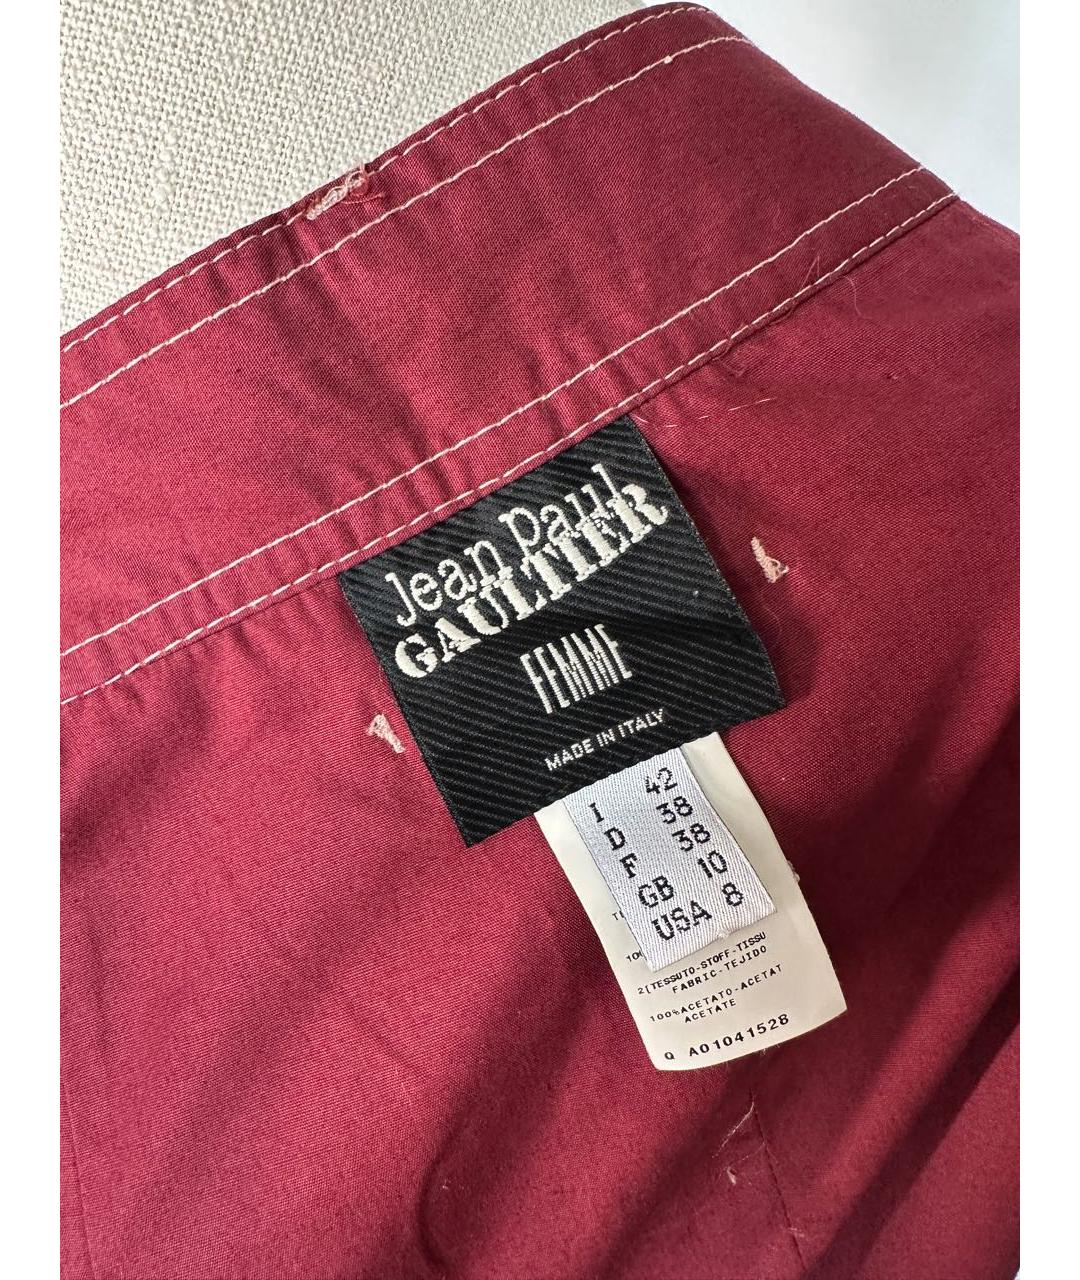 Jean Paul
GAULTIER
FEMME
MADE IN ITALY
I 42
D 38
F 38
GB 10
USA 8
2[TESSUTO-STOFF-TISSU
FABRIC-TEJIDO
100%ACETATO-ACETAT
ACETATE
Q A01041528